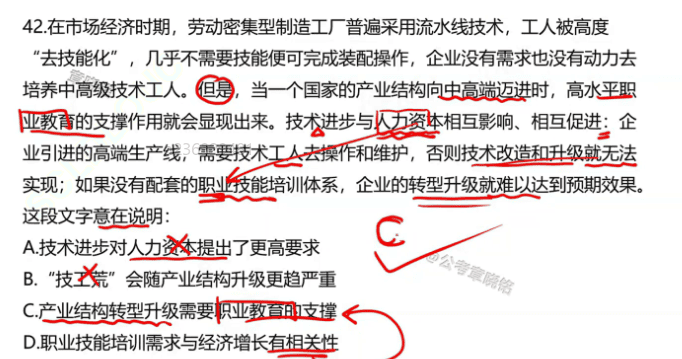 42.在市场经济时期，劳动密集型制造工厂普遍采用流水线技术，工人被高度
“去技能化”，几乎不需要技能便可完成装配操作，企业没有需求也没有动力去
培养中高级技术工人。但是，当一个国家的产业结构向中高端迈进时，高水平职
业教育的支撑作用就会显现出来。技术进步与人力资本相互影响、相互促进：企
业引进的高端生产线，需要技术工人去操作和维护，否则技术改造和升级就无法
实现；如果没有配套的职业技能培训体系，企业的转型升级就难以达到预期效果。
这段文字意在说明：
C
A.技术进步对人力资本提出了更高要求
B.“技工荒”会随产业结构升级更趋严重
@公考章晓铭
C.产业结构转型升级需要职业教育的支撑
D.职业技能培训需求与经济增长有相关性